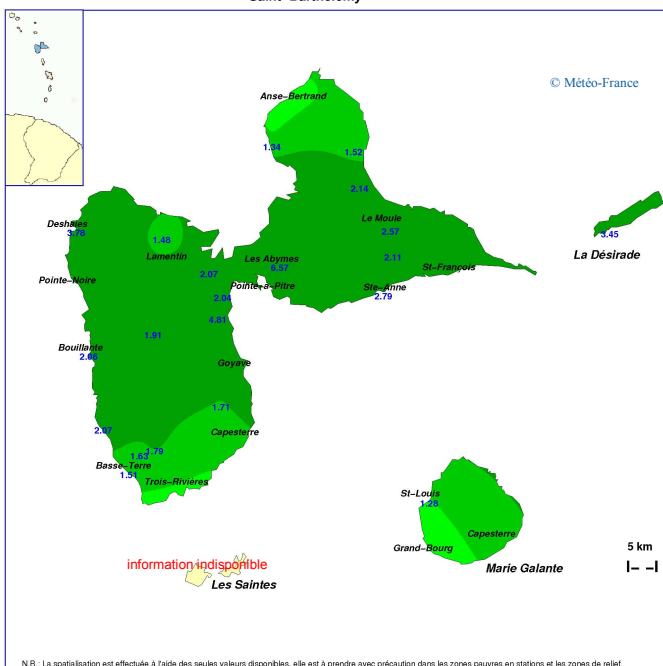 © Météo-France
Anse-Bertrand
1.34
1.52
2.14
Le Moule
2.57
Deshaies
3.78
1.48
Lamentin
3.45
La Désirade
Les Abymes
6.57
2.11
St-François
2.07
Pointe-Noire
Pointe-à-Pitre
Ste-Anne
2.79
2.04
4.81
1.91
Bouillante
Goyave
1.71
2.07
Capesterre
1.79
1.63
Basse-Terre
1.51
Trois-Rivières
St-Louis
1.28
Capesterre
Grand-Bourg
5 km
Marie Galante
information indisponible
Les Saintes
N.B.: La spatialisation est effectuée à l'aide des seules valeurs disponibles, elle est à prendre avec précaution dans les zones pauvres en stations et les zones de relief.